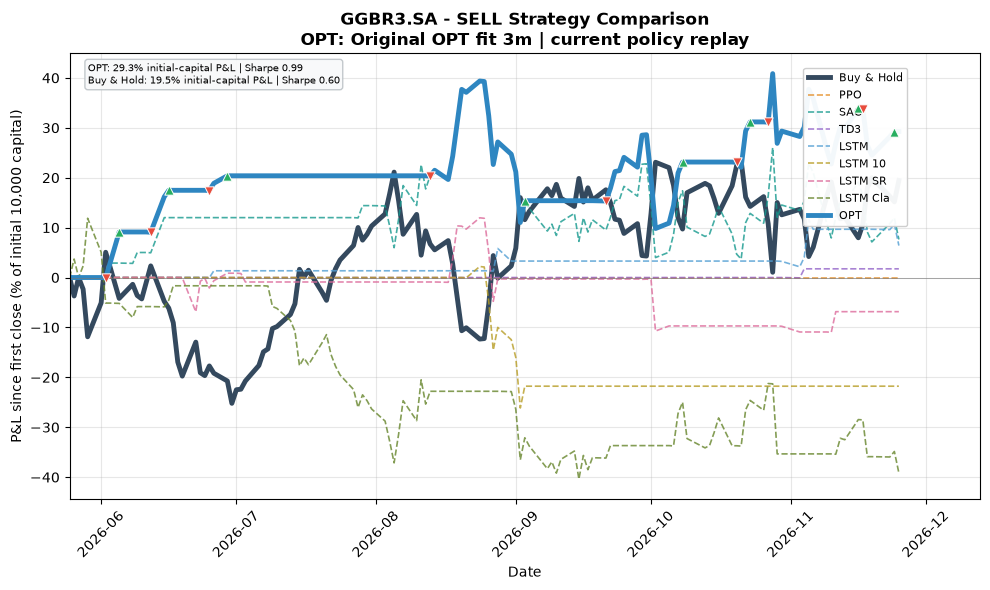 GGBR3.SA - SELL Strategy Comparison
OPT: Original OPT fit 3m | current policy replay
OPT: 29.3% initial-capital P&L | Sharpe 0.99
Buy & Hold: 19.5% initial-capital P&L | Sharpe 0.60
Buy & Hold
PPO
SAC
TD3
LSTM
LSTM 10
LSTM SR
LSTM Cla
OPT
P&L since first close (% of initial 10,000 capital)
40
30
20
10
0
−10
−20
−30
−40
2026-06
2026-07
2026-08
2026-09
2026-10
2026-11
2026-12
Date